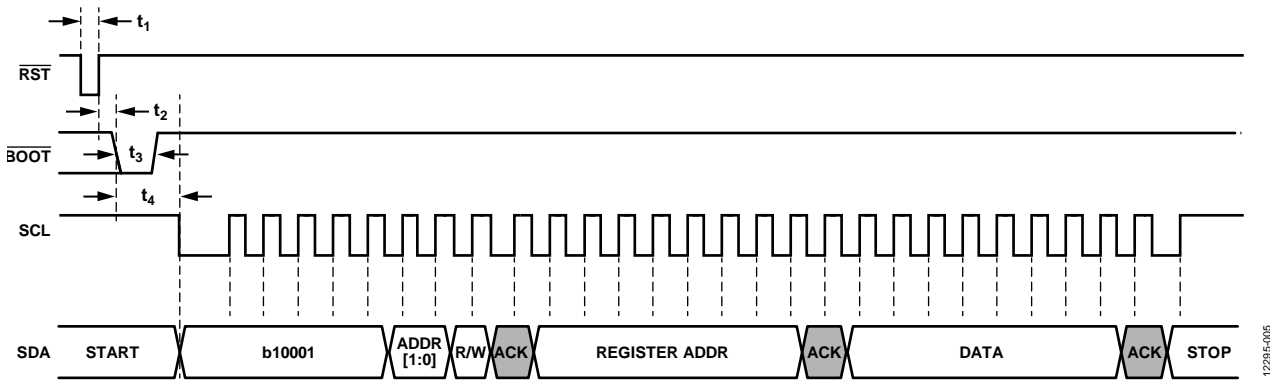 t1
RST
t2
BOOT
t3
t4
SCL
SDA START b10001 ADDR [1:0] R/W ACK REGISTER ADDR ACK DATA ACK STOP
12295-005